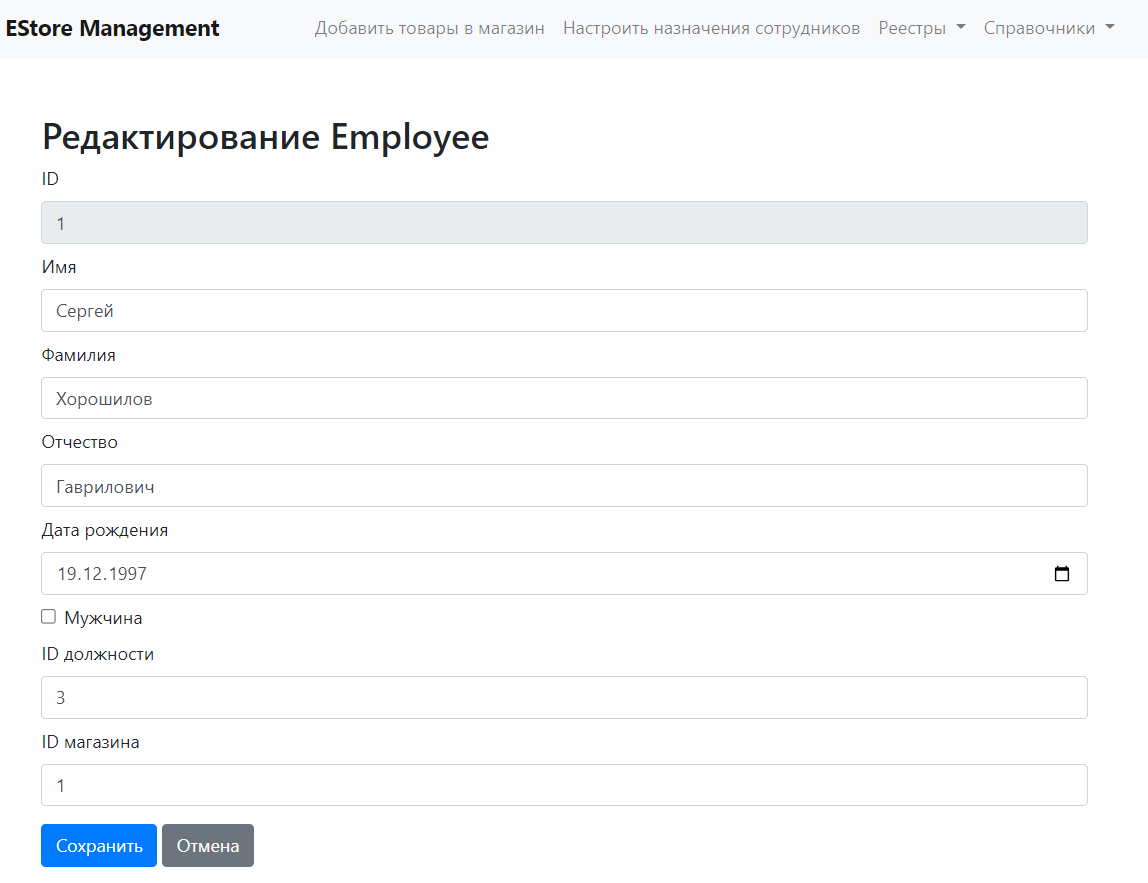 EStore Management Добавить товары в магазин Настроить назначения сотрудников Реестры Справочники
Редактирование Employee
ID
1
Имя
Сергей
Фамилия
Хорошилов
Отчество
Гаврилович
Дата рождения
19.12.1997
Мужчина
ID должности
3
ID магазина
1
Сохранить Отмена